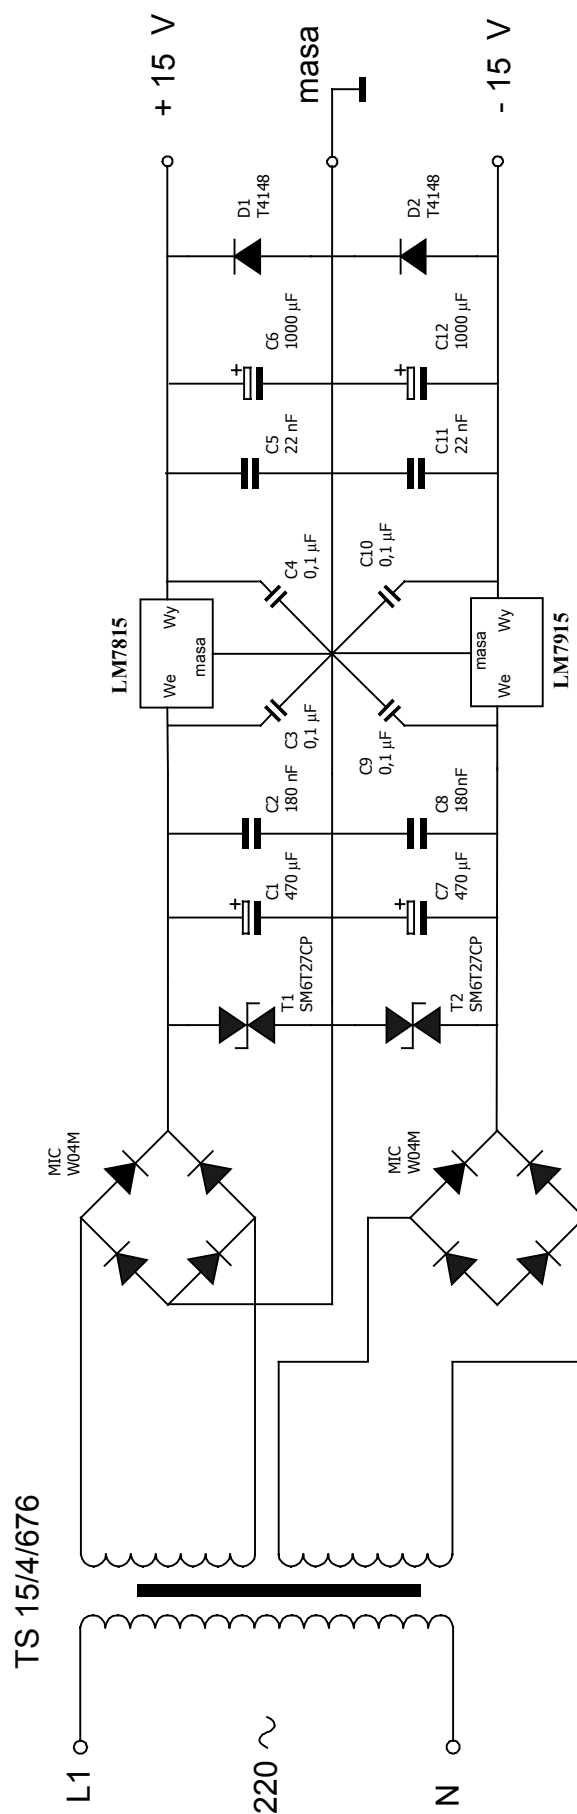 TS 15/4/676
L1
220 ~
N
MIC
W04M
MIC
W04M
T1
SM6T27CP
T2
SM6T27CP
C1
470 µF
C7
470 µF
C2
180 nF
C8
180nF
C3
0,1 µF
C9
0,1 µF
LM7815
We
Wy
masa
LM7915
We
Wy
masa
C4
0,1 µF
C10
0,1 µF
C5
22 nF
C11
22 nF
+
+
C6
1000 µF
C12
1000 µF
+
+
D1
T4148
D2
T4148
+ 15 V
masa
- 15 V